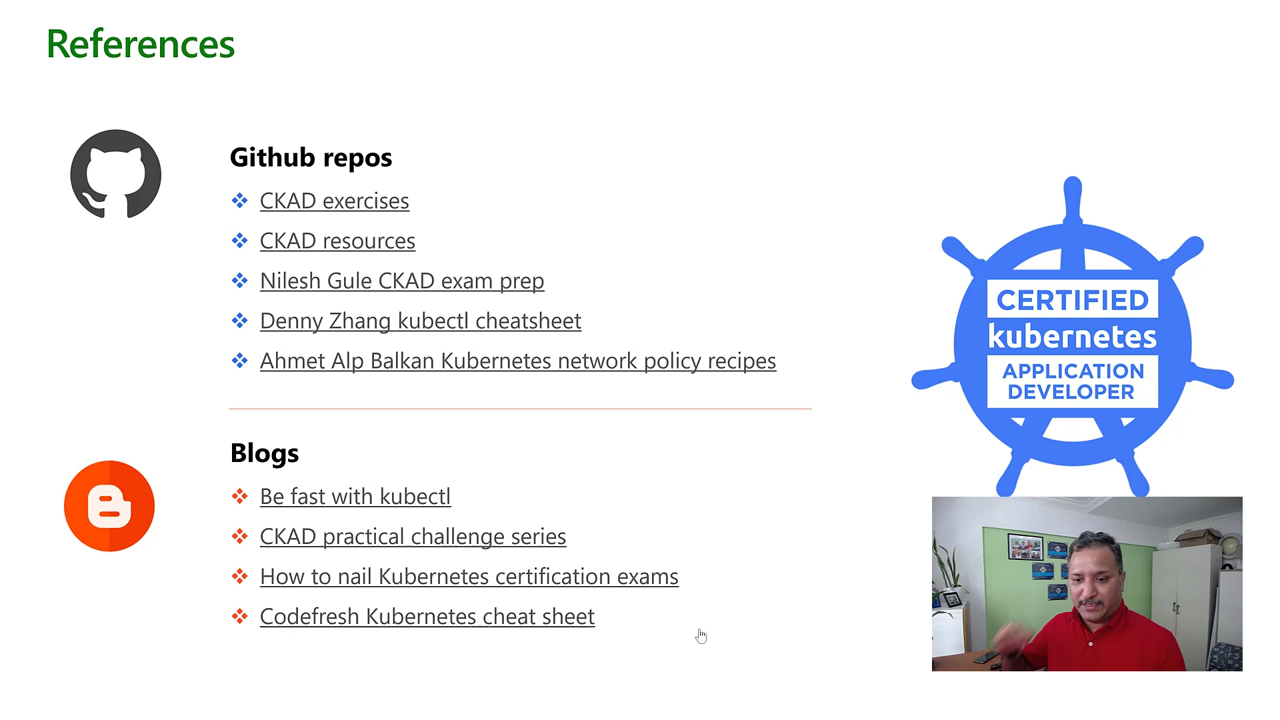 References
Github repos
CKAD exercises
CKAD resources
Nilesh Gule CKAD exam prep
Denny Zhang kubectl cheatsheet
Ahmet Alp Balkan Kubernetes network policy recipes
Blogs
Be fast with kubectl
CKAD practical challenge series
How to nail Kubernetes certification exams
Codefresh Kubernetes cheat sheet
CERTIFIED
kubernetes
APPLICATION
DEVELOPER